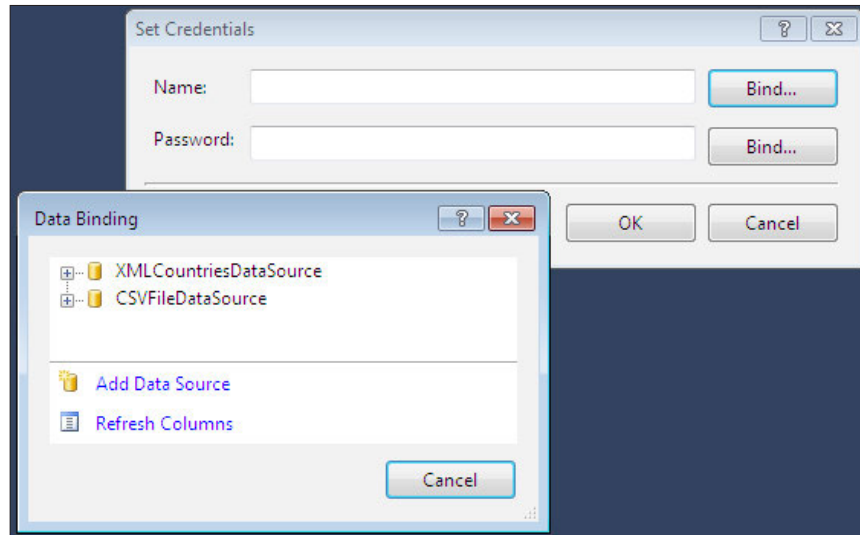 Set Credentials
Name:
Bind...
Password:
Bind...
OK
Cancel
Data Binding
XMLCountriesDataSource
CSVFileDataSource
Add Data Source
Refresh Columns
Cancel